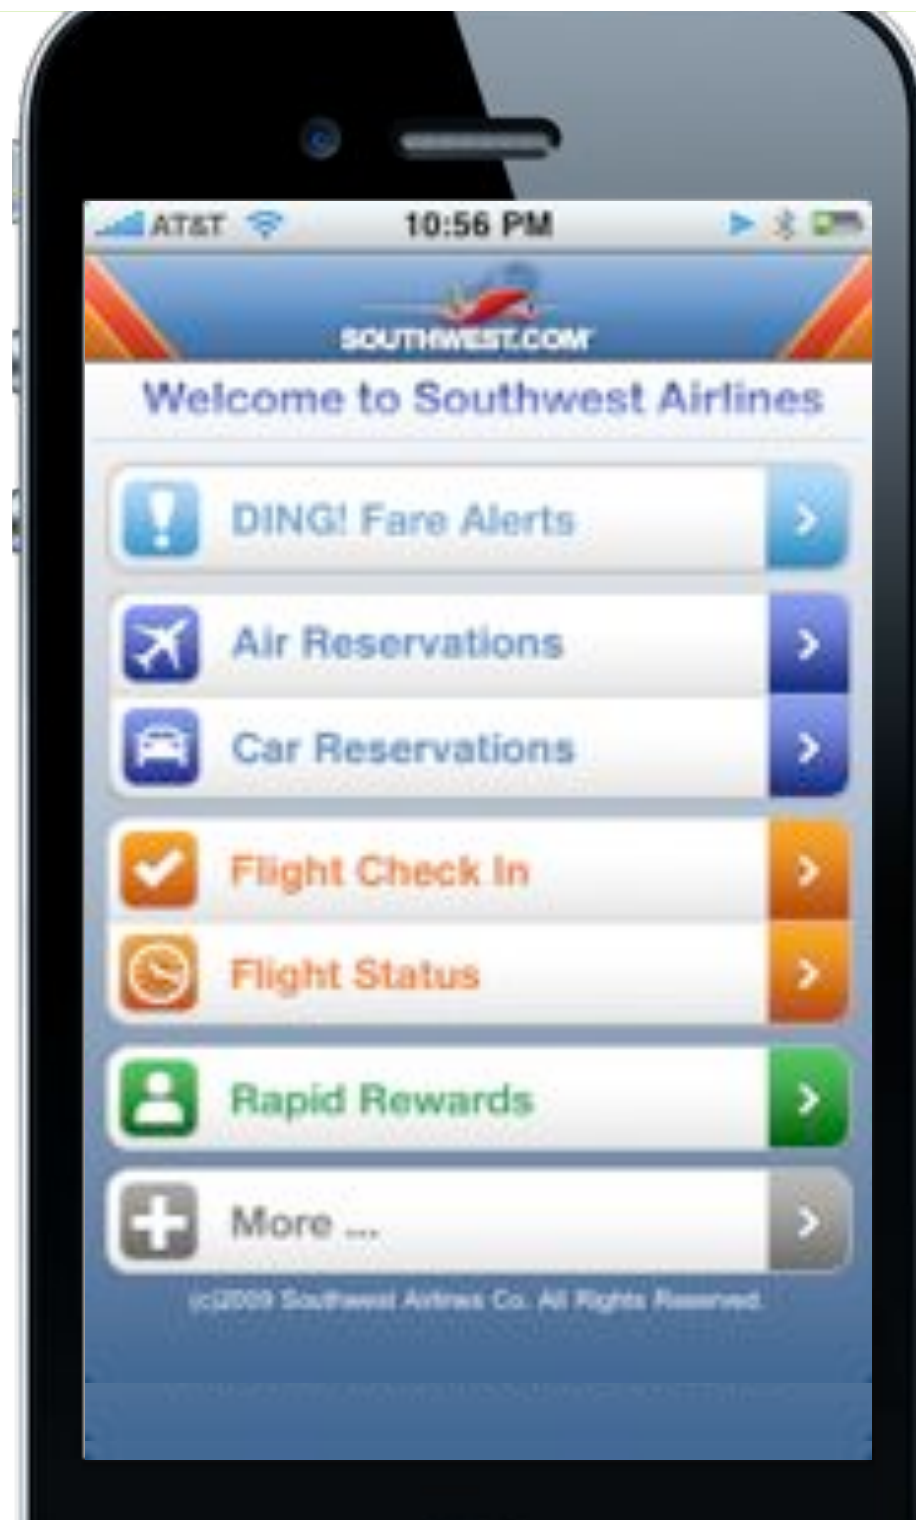 AT&T 10:56 PM
SOUTHWEST.COM
Welcome to Southwest Airlines
DING! Fare Alerts
Air Reservations
Car Reservations
Flight Check In
Flight Status
Rapid Rewards
More ...
(c)2009 Southwest Airlines Co. All Rights Reserved.